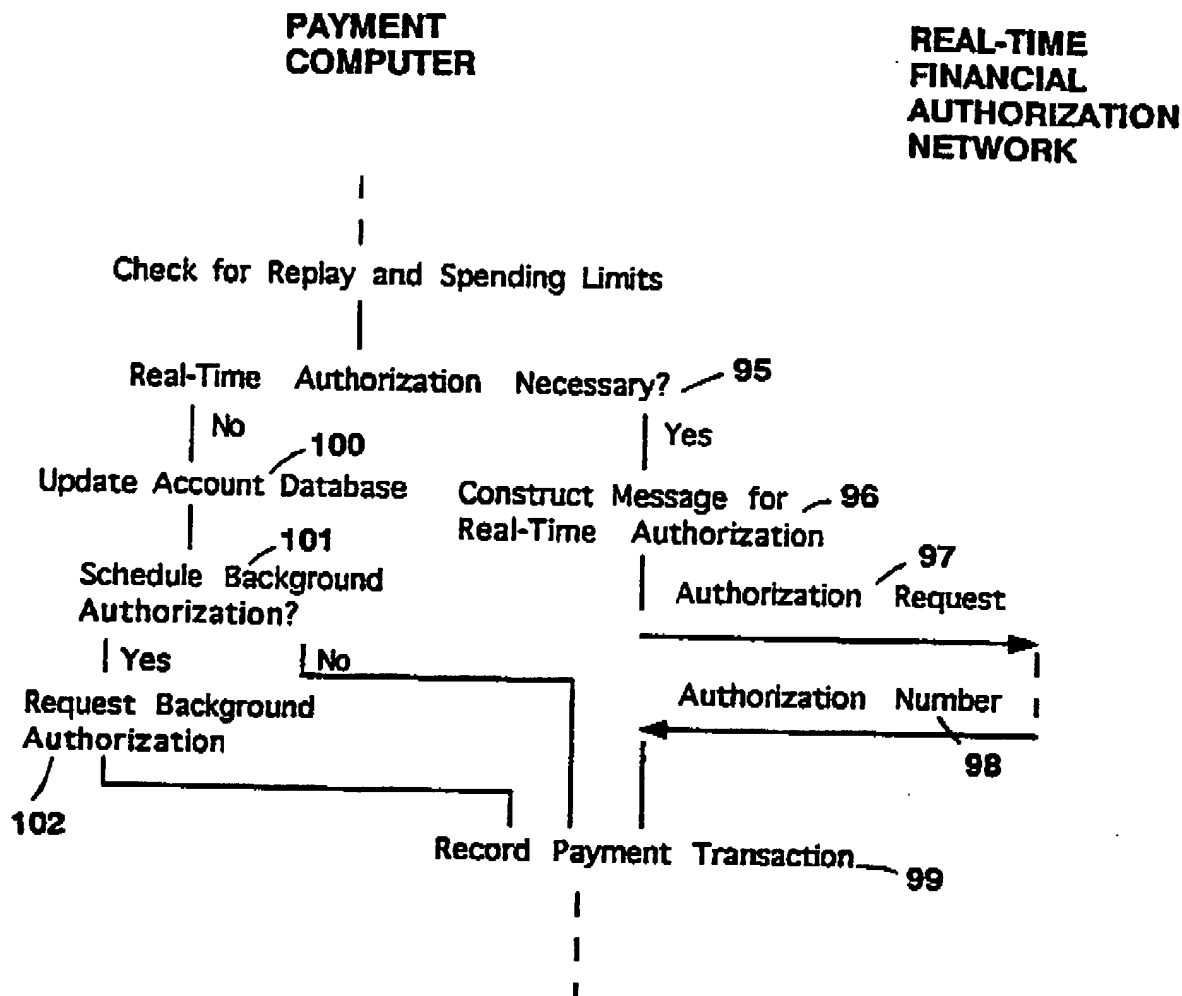 PAYMENT
COMPUTER
REAL-TIME
FINANCIAL
AUTHORIZATION
NETWORK
Check for Replay and Spending Limits
Real-Time Authorization Necessary? 95
No
Yes
100
Update Account Database
Construct Message for 96
Real-Time Authorization
101
Schedule Background
Authorization?
97
Authorization Request
Yes
No
Request Background
Authorization
Authorization Number
98
102
Record Payment Transaction 99